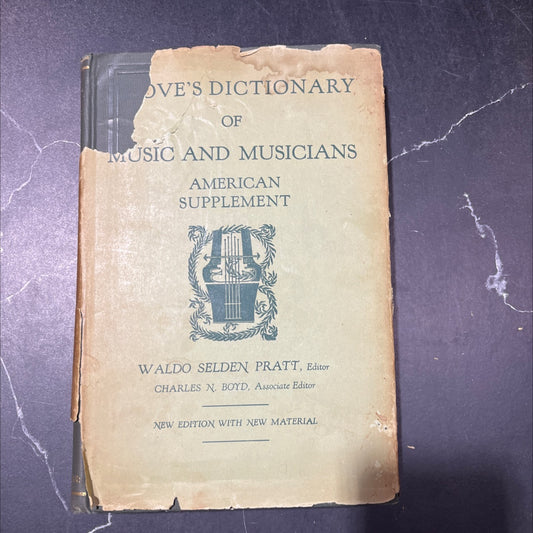 OVE'S DICTIONARY
OF
MUSIC AND MUSICIANS
AMERICAN
SUPPLEMENT
WALDO SELDEN PRATT, Editor
CHARLES N. BOYD, Associate Editor
NEW EDITION WITH NEW MATERIAL